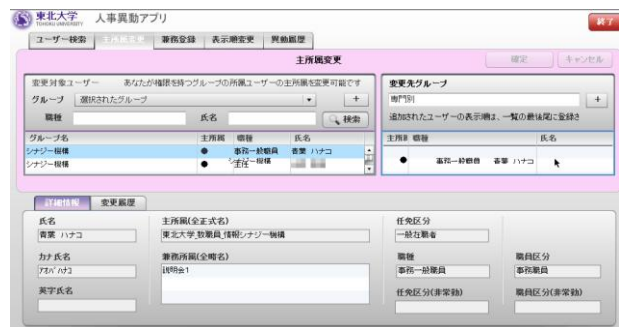 東北大学 人事異動アプリ
TOHOKU UNIVERSITY
終了
ユーザー検索 主所属変更 兼務登録 表示順変更 異動履歴
主所属変更
確定 キャンセル
変更対象ユーザー あなたが権限を持つグループの所属ユーザーの主所属を変更可能です
グループ 選択されたグループ +
職種 氏名 検索
グループ名 主所属 職種 氏名
シナジー機構 ● 事務一般職員 青葉 ハナコ
シナジー機構 ● 主任
シナジー機構
変更先グループ
専門別 +
追加されたユーザーの表示順は、一覧の最後尾に登録さ
主所属 職種 氏名
● 事務一般職員 青葉 ハナコ
詳細情報 変更履歴
氏名
青葉 ハナコ
カナ氏名
アオバ ハナコ
英字氏名
主所属(全正式名)
東北大学_教職員_情報シナジー機構
兼務所属(全略名)
説明会1
任免区分
一般在職者
職種 職員区分
事務一般職員 事務職員
任免区分(非常勤) 職員区分(非常勤)